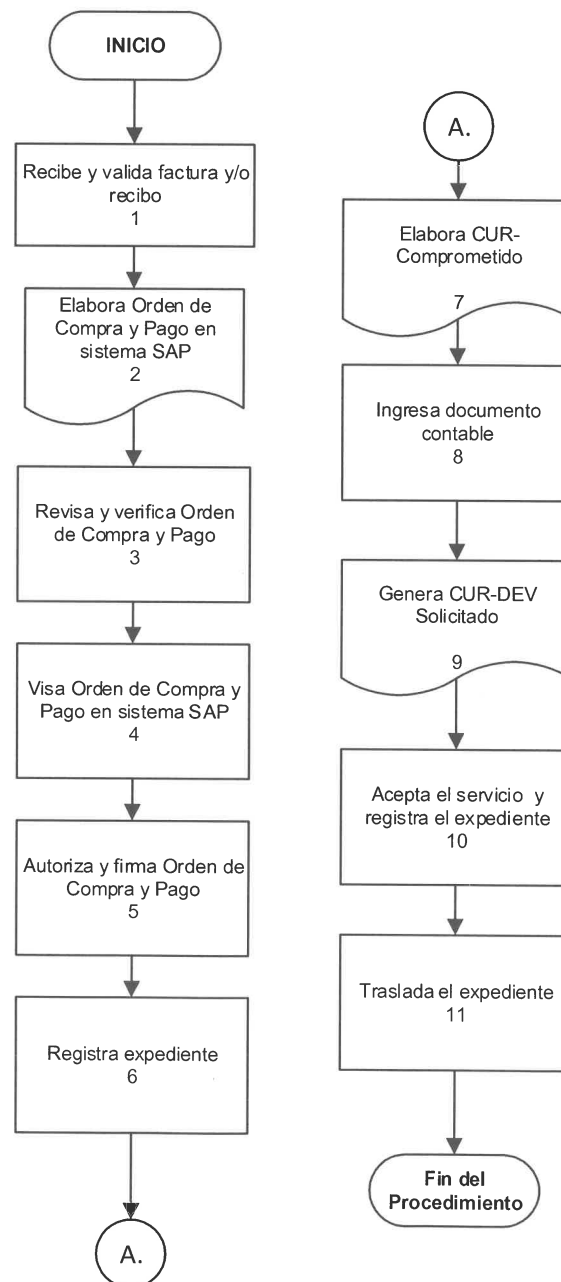 INICIO
Recibe y valida factura y/o
recibo
1
Elabora Orden de
Compra y Pago en
sistema SAP
2
Revisa y verifica Orden
de Compra y Pago
3
Visa Orden de Compra y
Pago en sistema SAP
4
Autoriza y firma Orden de
Compra y Pago
5
Registra expediente
6
A.
A.
Elabora CUR-
Comprometido
7
Ingresa documento
contable
8
Genera CUR-DEV
Solicitado
9
Acepta el servicio y
registra el expediente
10
Traslada el expediente
11
Fin del
Procedimiento